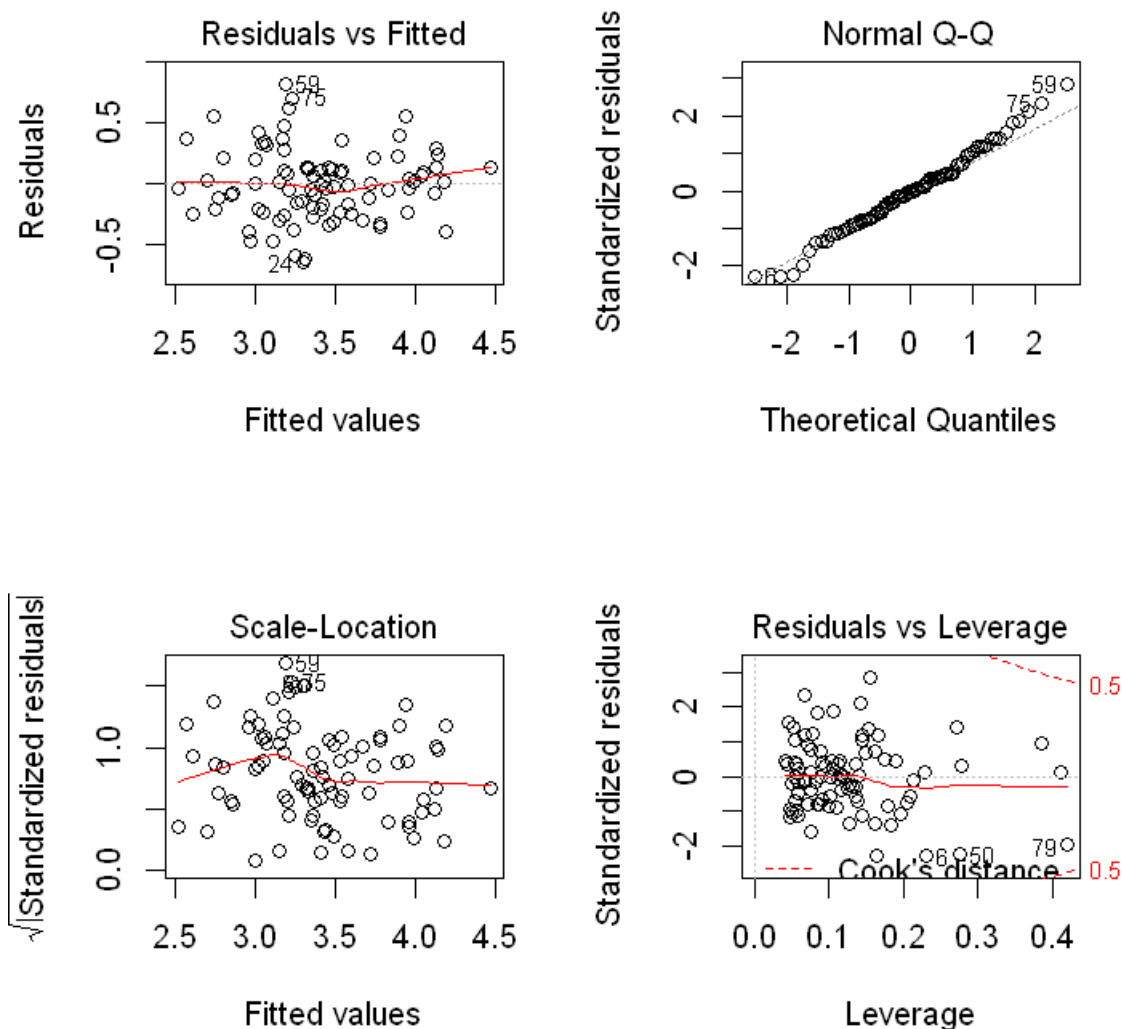 Residuals vs Fitted
Residuals
-0.5 0.5
59
75
24
2.5 3.0 3.5 4.0 4.5
Fitted values
Normal Q-Q
Standardized residuals
-2 0 2
59
75
6
-2 -1 0 1 2
Theoretical Quantiles
Scale-Location
√|Standardized residuals|
0.0 1.0
59
75
2.5 3.0 3.5 4.0 4.5
Fitted values
Residuals vs Leverage
Standardized residuals
-2 0 2
0.5
6
50
79
Cook's distance
0.5
0.0 0.1 0.2 0.3 0.4
Leverage